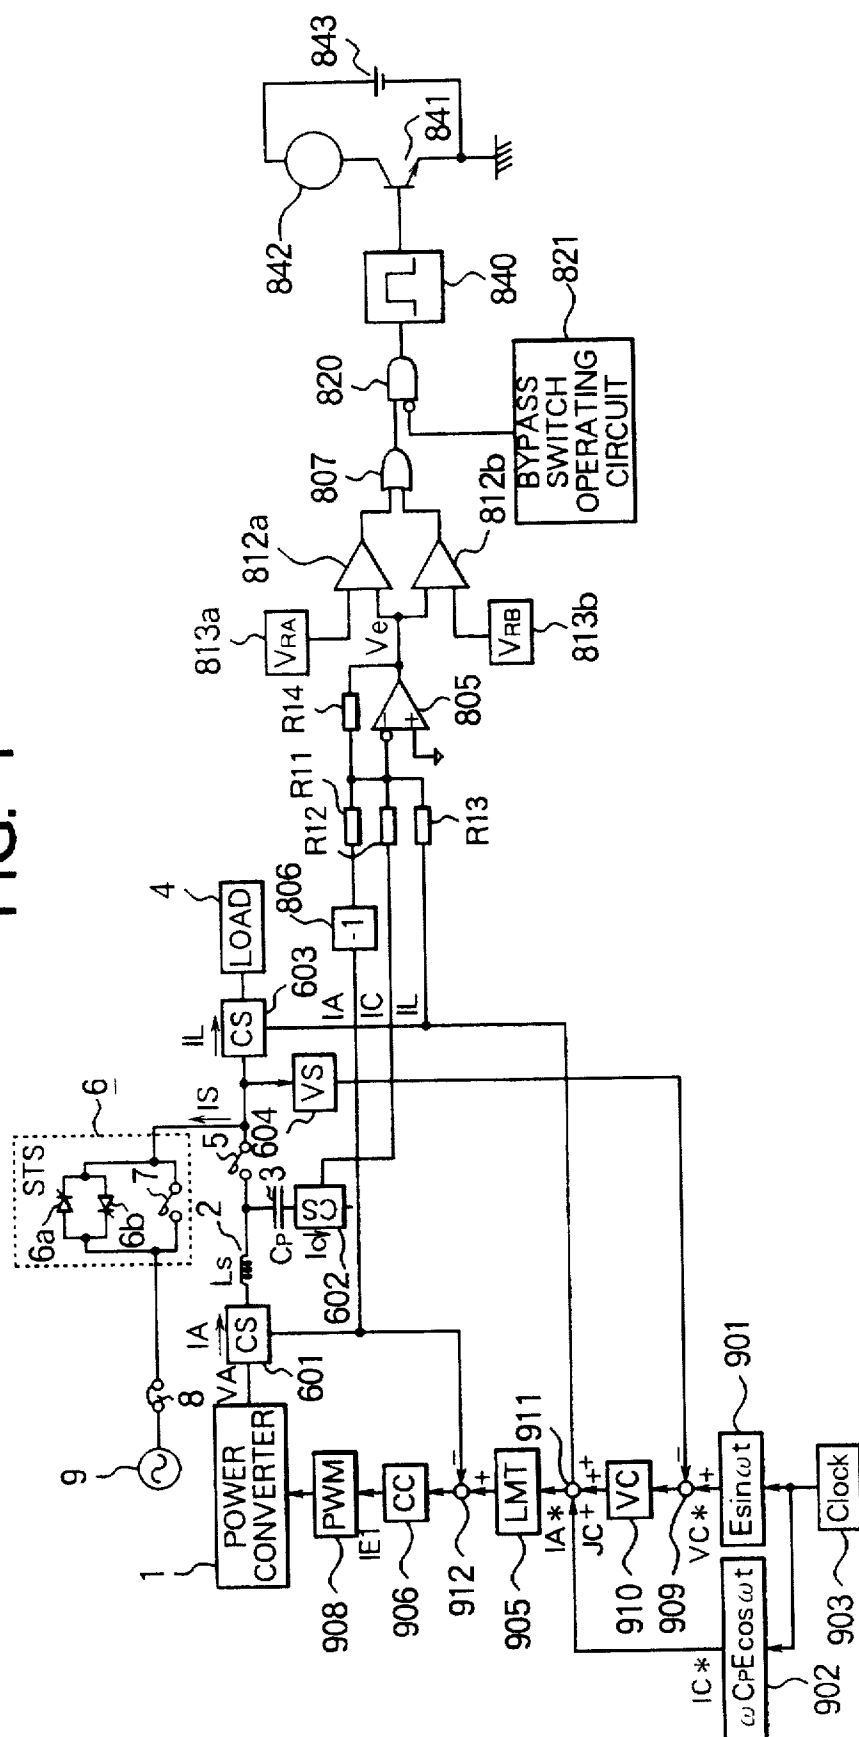 FIG. 1
843
842
841
840
821
BYPASS
SWITCH
OPERATING
CIRCUIT
820
807
812a
812b
813a
VRA
813b
VRB
Ve
R14
805
R11
R12
R13
806
-1
4
LOAD
603
CS
IL
IA
IC
IL
6
STS
6a
6b
7
IS
5
604
VS
3
CP
CS
Icp
602
2
Ls
IA
CS
601
VA
8
9
1
POWER
CONVERTER
908
PWM
IE1
906
CC
912
-
+
905
LMT
911
IA*
JC
+
+
+
910
VC
909
VC*
-
+
901
Esinωt
903
Clock
IC*
902
ωCPEcosωt
-
+